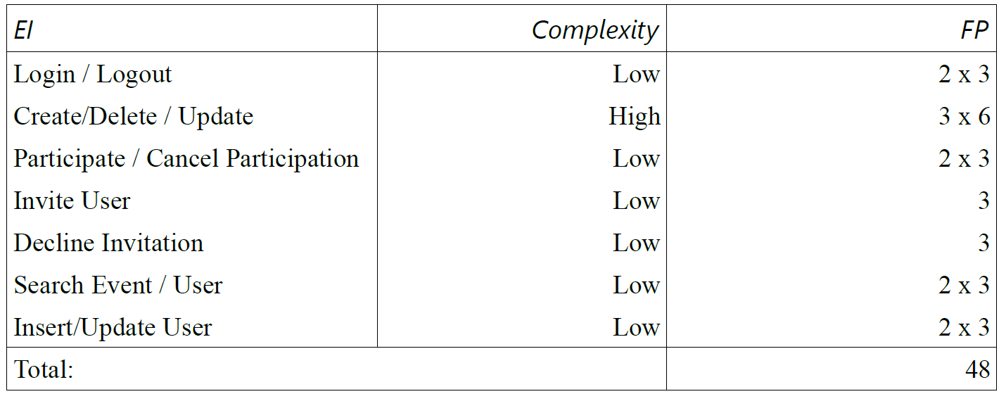 EI Complexity FP
Login / Logout Low 2 x 3
Create/Delete / Update High 3 x 6
Participate / Cancel Participation Low 2 x 3
Invite User Low 3
Decline Invitation Low 3
Search Event / User Low 2 x 3
Insert/Update User Low 2 x 3
Total: 48